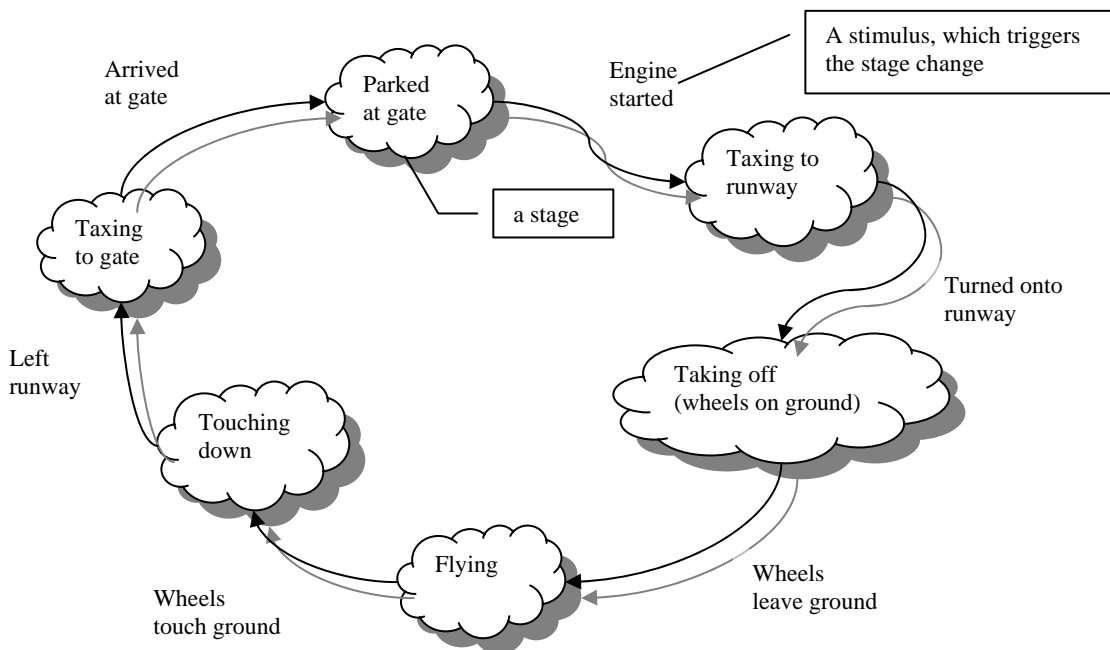 A stimulus, which triggers
the stage change
Arrived
at gate
Parked
at gate
Engine
started
Taxing to
runway
a stage
Taxing
to gate
Turned onto
runway
Left
runway
Taking off
(wheels on ground)
Touching
down
Flying
Wheels
leave ground
Wheels
touch ground